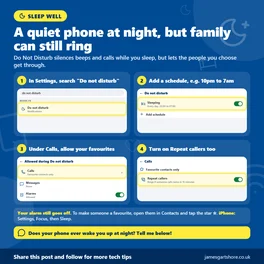 SLEEP WELL
A quiet phone at night, but family
can still ring
Do Not Disturb silences beeps and calls while you sleep, but lets the people you choose
get through.
1 In Settings, search "Do not disturb"
do not disturb
Do not disturb
2 Add a schedule, e.g. 10pm to 7am
Do not disturb
Sleeping
Add schedule
3 Under Calls, allow your favourites
Allowed during Do not disturb
Calls
Messages
Alarms
4 Turn on Repeat callers too
Calls
Favourite contacts only
Repeat callers
Your alarm still goes off. To make someone a favourite, open them in Contacts and tap the star ★. iPhone:
Settings, Focus, then Sleep.
Does your phone ever wake you up at night? Tell me below!
Share this post and follow for more tech tips
jamesgartshore.co.uk